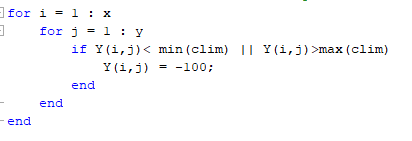 for i = 1 : x
    for j = 1 : y
        if Y(i,j)< min(clim) || Y(i,j)>max(clim)
            Y(i,j) = -100;
        end
    end
end